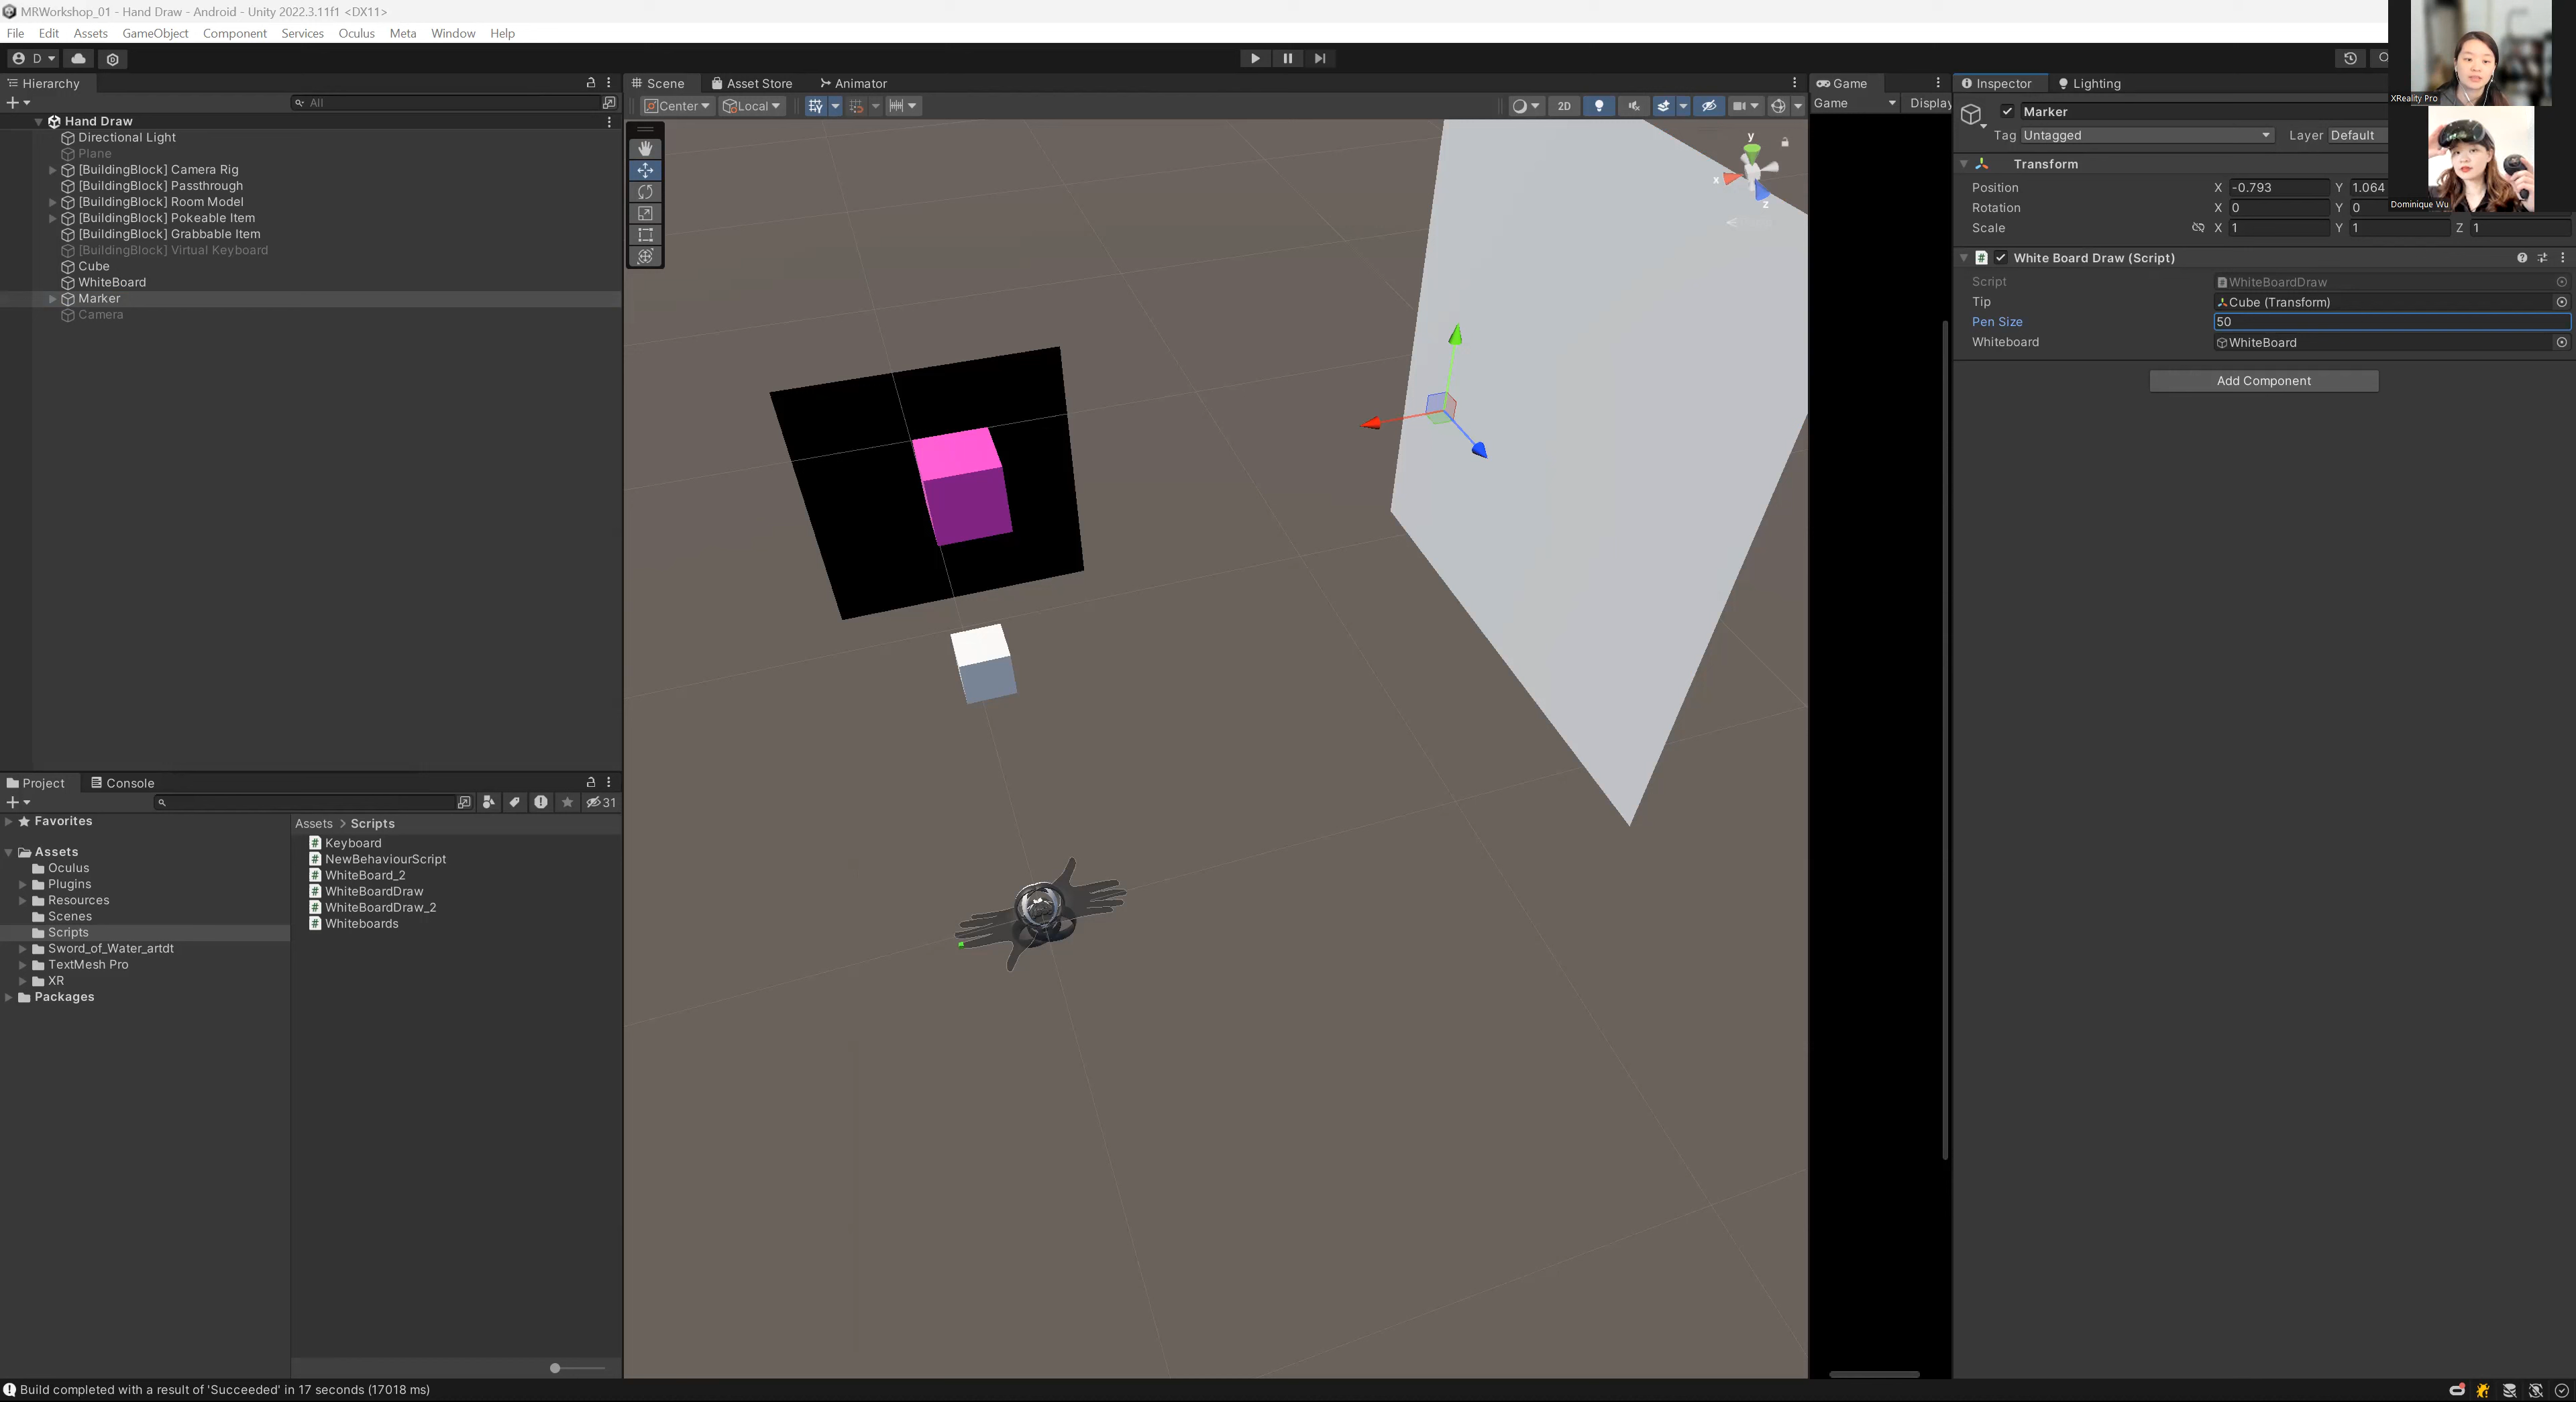 MRWorkshop_01 - Hand Draw - Android - Unity 2022.3.11f1 <DX11>
File Edit Assets GameObject Component Services Oculus Meta Window Help
D
Hierarchy
All
Hand Draw
Directional Light
Plane
[BuildingBlock] Camera Rig
[BuildingBlock] Passthrough
[BuildingBlock] Room Model
[BuildingBlock] Pokeable Item
[BuildingBlock] Grabbable Item
[BuildingBlock] Virtual Keyboard
Cube
WhiteBoard
Marker
Camera
Scene Asset Store Animator
Center Local 2D
y
x
z
Game
Game Display
Inspector Lighting
XReality Pro
Marker
Tag Untagged Layer Default
Dominique Wu
Transform
Position X -0.793 Y 1.064
Rotation X 0 Y 0
Scale X 1 Y 1 Z 1
# White Board Draw (Script)
Script WhiteBoardDraw
Tip Cube (Transform)
Pen Size 50
Whiteboard WhiteBoard
Add Component
Project Console
31
Favorites
Assets
Oculus
Plugins
Resources
Scenes
Scripts
Sword_of_Water_artdt
TextMesh Pro
XR
Packages
Assets > Scripts
# Keyboard
# NewBehaviourScript
# WhiteBoard_2
# WhiteBoardDraw
# WhiteBoardDraw_2
# Whiteboards
Build completed with a result of 'Succeeded' in 17 seconds (17018 ms)